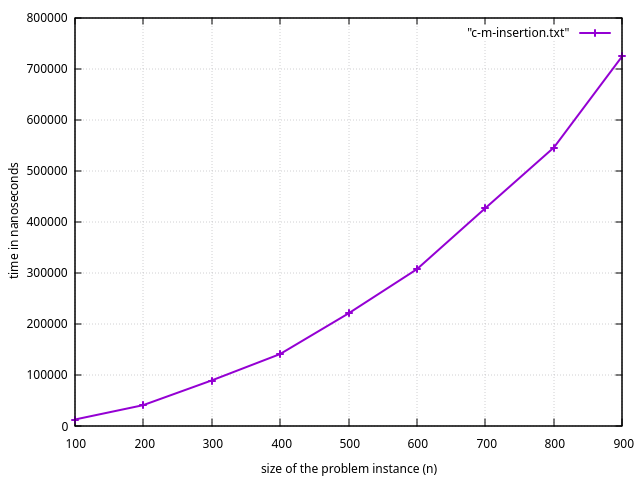 800000
"c-m-insertion.txt"
700000
600000
500000
400000
300000
200000
100000
0
time in nanoseconds
100 200 300 400 500 600 700 800 900
size of the problem instance (n)